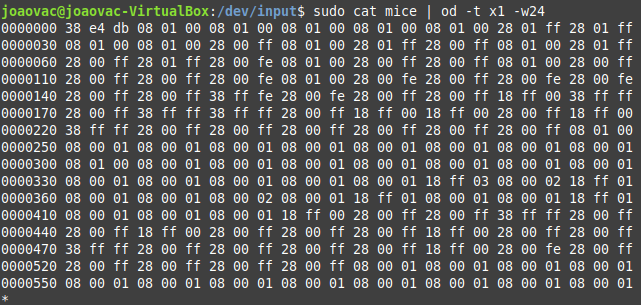 joaovac@joaovac-VirtualBox:/dev/input$ sudo cat mice | od -t x1 -w24
0000000 38 e4 db 08 01 00 08 01 00 08 01 00 08 01 00 08 01 00 08 01 00 28 01 ff 28 01 ff
0000030 08 01 00 08 01 00 28 00 ff 08 01 00 28 01 ff 28 00 ff 08 01 00 28 01 ff
0000060 28 00 ff 28 01 ff 28 00 fe 08 01 00 28 00 ff 28 00 ff 28 00 ff 08 01 00
0000110 28 00 ff 28 00 ff 28 00 fe 08 01 00 28 00 fe 28 00 ff 28 00 fe 28 00 fe
0000140 28 00 ff 28 00 ff 38 ff fe 28 00 fe 28 00 ff 28 00 ff 18 ff 00 38 ff ff
0000170 28 00 ff 38 ff ff 38 ff ff 28 00 ff 18 ff 00 18 ff 00 28 00 ff 18 ff 00
0000220 38 ff ff 28 00 ff 28 00 ff 28 00 ff 28 00 ff 28 00 ff 28 00 ff 08 01 00
0000250 08 00 01 08 00 01 08 00 01 08 00 01 08 00 01 08 00 01 08 00 01 08 00 01
0000300 08 01 00 08 01 00 08 00 01 08 00 01 08 00 01 08 00 01 08 00 01 08 00 01
0000330 08 00 01 08 00 01 08 00 01 08 00 01 08 00 01 18 ff 03 08 00 02 18 ff 01
0000360 08 00 01 08 00 01 08 00 02 08 00 01 18 ff 01 08 00 01 08 00 01 18 ff 01
0000410 08 00 01 08 00 01 08 00 01 18 ff 00 28 00 ff 28 00 ff 38 ff ff 28 00 ff
0000440 28 00 ff 18 ff 00 28 00 ff 28 00 ff 28 00 ff 18 ff 00 28 00 ff 28 00 ff
0000470 38 ff ff 28 00 ff 28 00 ff 28 00 ff 28 00 ff 18 ff 00 28 00 fe 28 00 ff
0000520 28 00 ff 28 00 ff 28 00 ff 28 00 ff 08 00 01 08 00 01 08 00 01 08 00 01
0000550 08 00 01 08 00 01 08 00 01 08 00 01 08 00 01 08 00 01 08 00 01 08 00 01
*